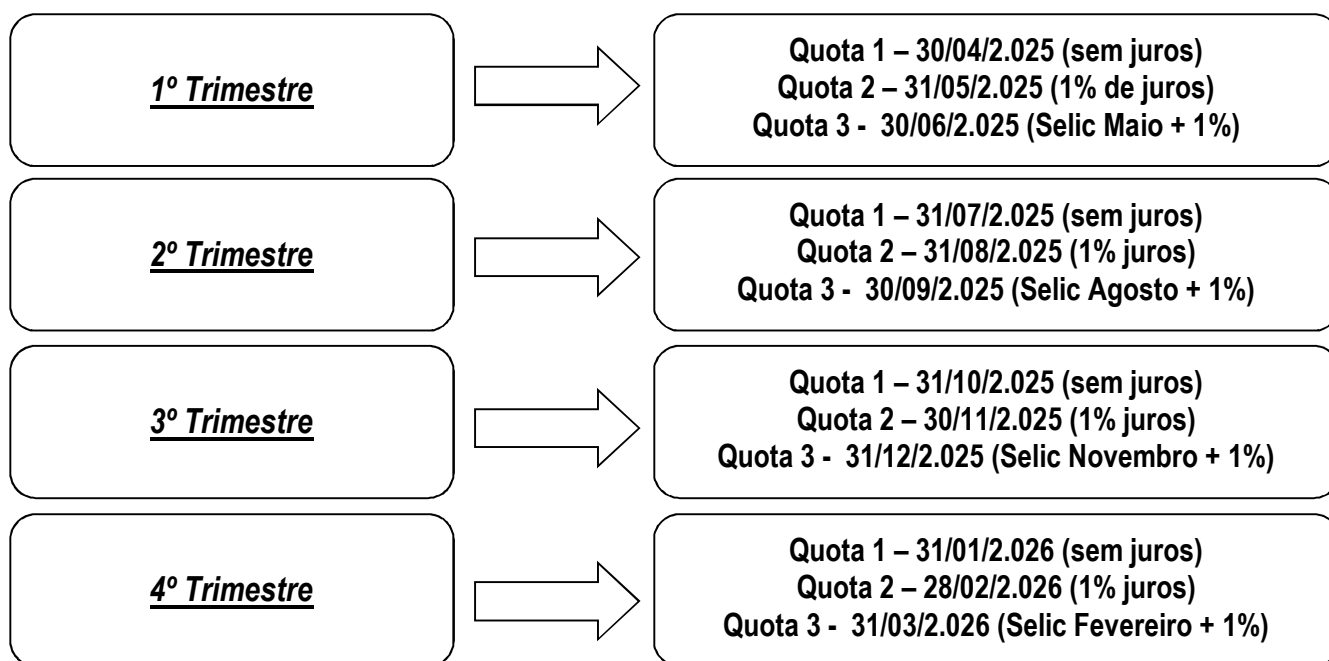 1º Trimestre
Quota 1 – 30/04/2.025 (sem juros)
Quota 2 – 31/05/2.025 (1% de juros)
Quota 3 -  30/06/2.025 (Selic Maio + 1%)
2º Trimestre
Quota 1 – 31/07/2.025 (sem juros)
Quota 2 – 31/08/2.025 (1% juros)
Quota 3 -  30/09/2.025 (Selic Agosto + 1%)
3º Trimestre
Quota 1 – 31/10/2.025 (sem juros)
Quota 2 – 30/11/2.025 (1% juros)
Quota 3 -  31/12/2.025 (Selic Novembro + 1%)
4º Trimestre
Quota 1 – 31/01/2.026 (sem juros)
Quota 2 – 28/02/2.026 (1% juros)
Quota 3 -  31/03/2.026 (Selic Fevereiro + 1%)